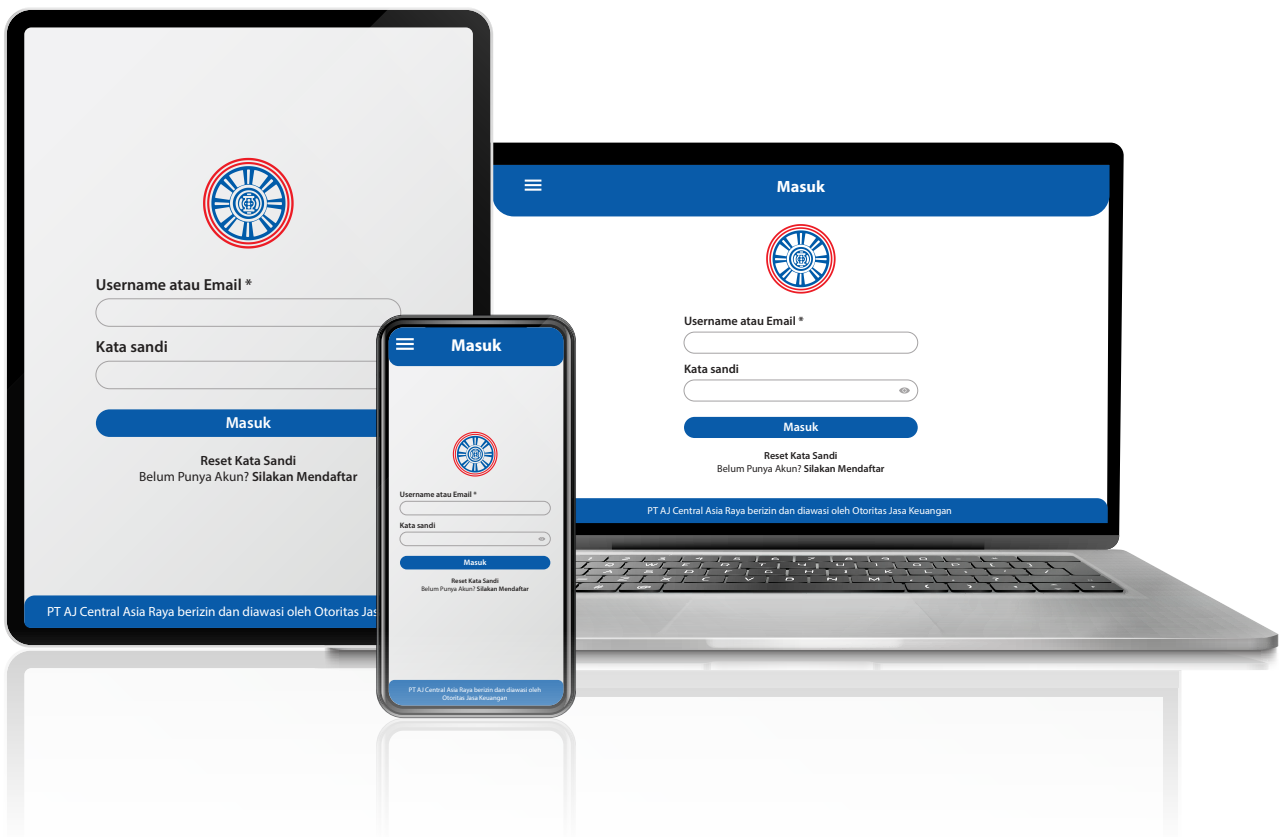 Username atau Email *
Kata sandi
Masuk
Reset Kata Sandi
Belum Punya Akun? Silakan Mendaftar
PT AJ Central Asia Raya berizin dan diawasi oleh Otoritas
Masuk
Username atau Email *
Kata sandi
Masuk
Reset Kata Sandi
Belum Punya Akun? Silakan Mendaftar
PT AJ Central Asia Raya berizin dan diawasi oleh
Otoritas Jasa Keuangan
Masuk
Username atau Email *
Kata sandi
Masuk
Reset Kata Sandi
Belum Punya Akun? Silakan Mendaftar
PT AJ Central Asia Raya berizin dan diawasi oleh Otoritas Jasa Keuangan